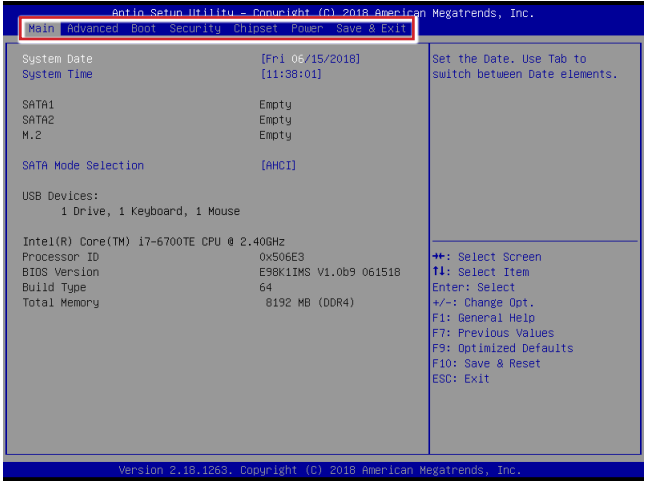 Aptio Setup Utility – Copyright (C) 2018 American Megatrends, Inc.
Main Advanced Boot Security Chipset Power Save & Exit
System Date [Fri 06/15/2018]
System Time [11:38:01]
SATA1 Empty
SATA2 Empty
M.2 Empty
SATA Mode Selection [AHCI]
USB Devices:
1 Drive, 1 Keyboard, 1 Mouse
Intel(R) Core(TM) i7-6700TE CPU @ 2.40GHz
Processor ID 0x506E3
BIOS Version E98K1IMS V1.0b9 061518
Build Type 64
Total Memory 8192 MB (DDR4)
Set the Date. Use Tab to
switch between Date elements.
→←: Select Screen
↑↓: Select Item
Enter: Select
+/-: Change Opt.
F1: General Help
F7: Previous Values
F9: Optimized Defaults
F10: Save & Reset
ESC: Exit
Version 2.18.1263. Copyright (C) 2018 American Megatrends, Inc.